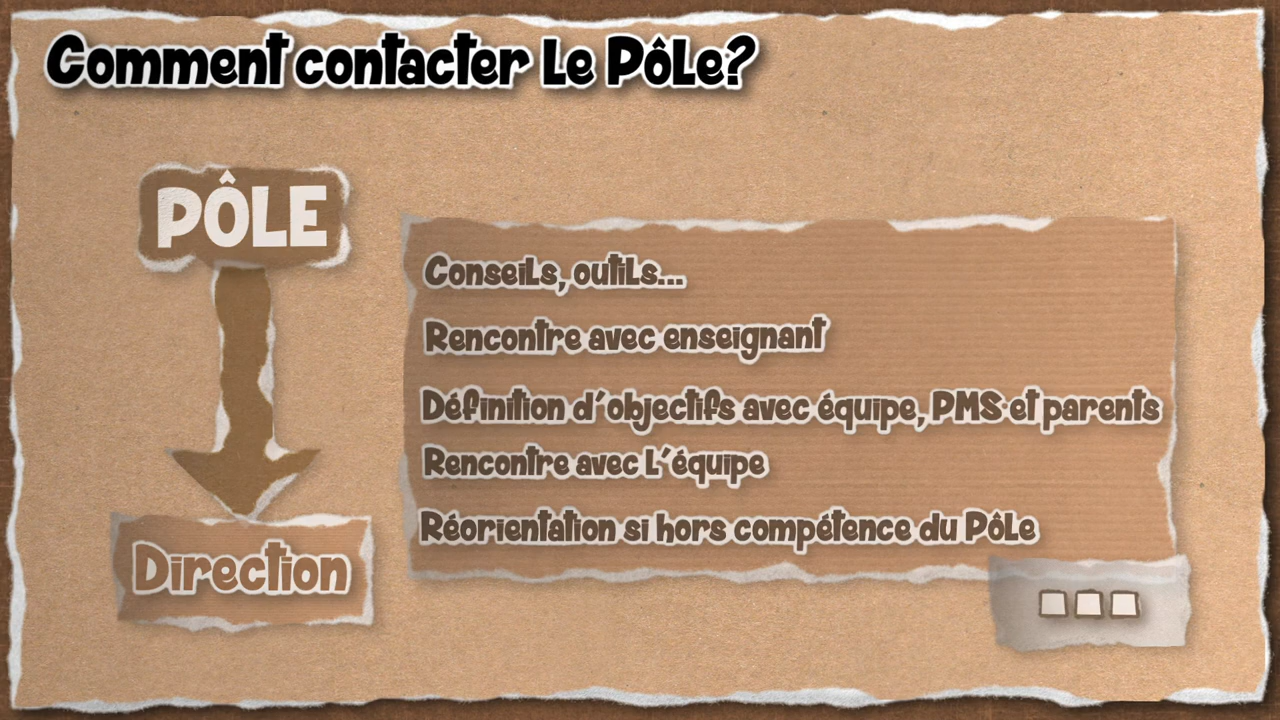 Comment contacter Le Pôle?
PÔLE
Direction
Conseils, outils...
Rencontre avec enseignant
Définition d'objectifs avec équipe, PMS et parents
Rencontre avec l'équipe
Réorientation si hors compétence du Pôle
...